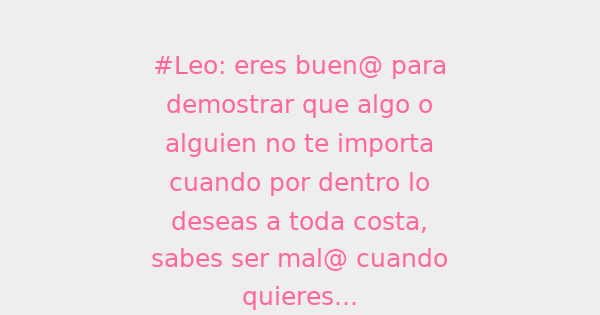 #Leo: eres buen@ para
demostrar que algo o
alguien no te importa
cuando por dentro lo
deseas a toda costa,
sabes ser mal@ cuando
quieres...